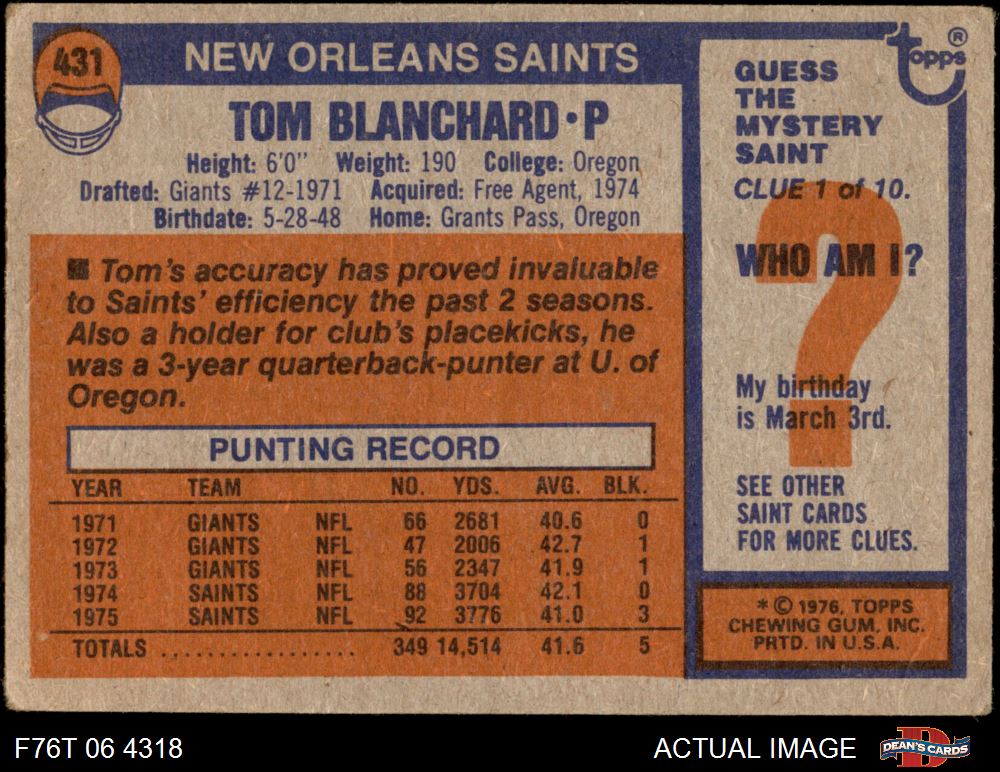 431
NEW ORLEANS SAINTS
TOM BLANCHARD•P
Height: 6'0" Weight: 190 College: Oregon
Drafted: Giants #12-1971 Acquired: Free Agent, 1974
Birthdate: 5-28-48 Home: Grants Pass, Oregon
■ Tom's accuracy has proved invaluable
to Saints' efficiency the past 2 seasons.
Also a holder for club's placekicks, he
was a 3-year quarterback-punter at U. of
Oregon.
PUNTING RECORD
YEAR TEAM NO. YDS. AVG. BLK.
1971 GIANTS NFL 66 2681 40.6 0
1972 GIANTS NFL 47 2006 42.7 1
1973 GIANTS NFL 56 2347 41.9 1
1974 SAINTS NFL 88 3704 42.1 0
1975 SAINTS NFL 92 3776 41.0 3
TOTALS ................. 349 14,514 41.6 5
topps ®
GUESS
THE
MYSTERY
SAINT
CLUE 1 of 10.
WHO AM I?
?
My birthday
is March 3rd.
SEE OTHER
SAINT CARDS
FOR MORE CLUES.
* © 1976, TOPPS
CHEWING GUM, INC.
PRTD. IN U.S.A.
F76T 06 4318
ACTUAL IMAGE
D
DEAN'S CARDS